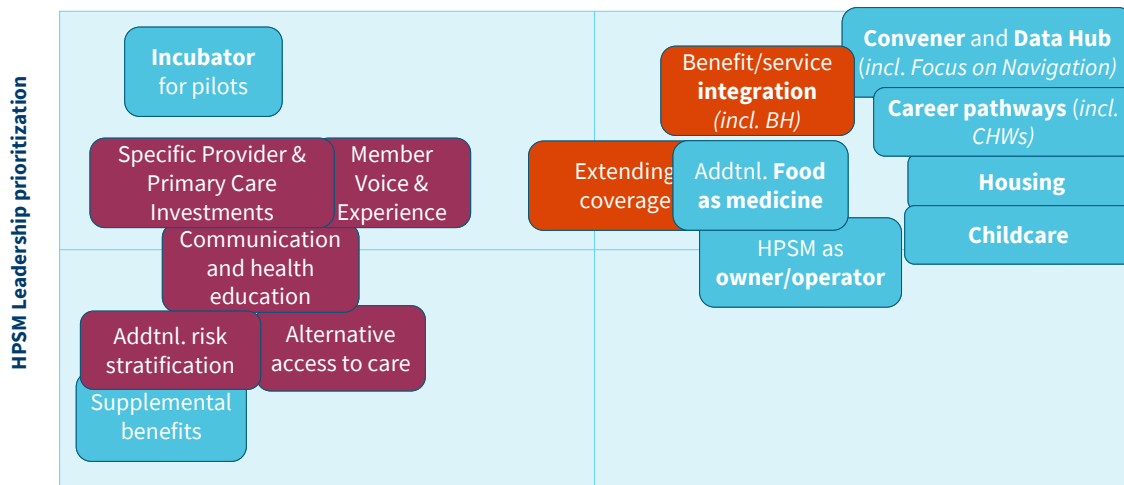 HPSM Leadership prioritization
Incubator
for pilots
Specific Provider &
Primary Care
Investments
Member
Voice &
Experience
Communication
and health
education
Addtnl. risk
stratification
Alternative
access to care
Supplemental
benefits
Benefit/service
integration
(incl. BH)
Extending
coverage
Addtnl. Food
as medicine
HPSM as
owner/operator
Convener and Data Hub
(incl. Focus on Navigation)
Career pathways (incl.
CHWs)
Housing
Childcare